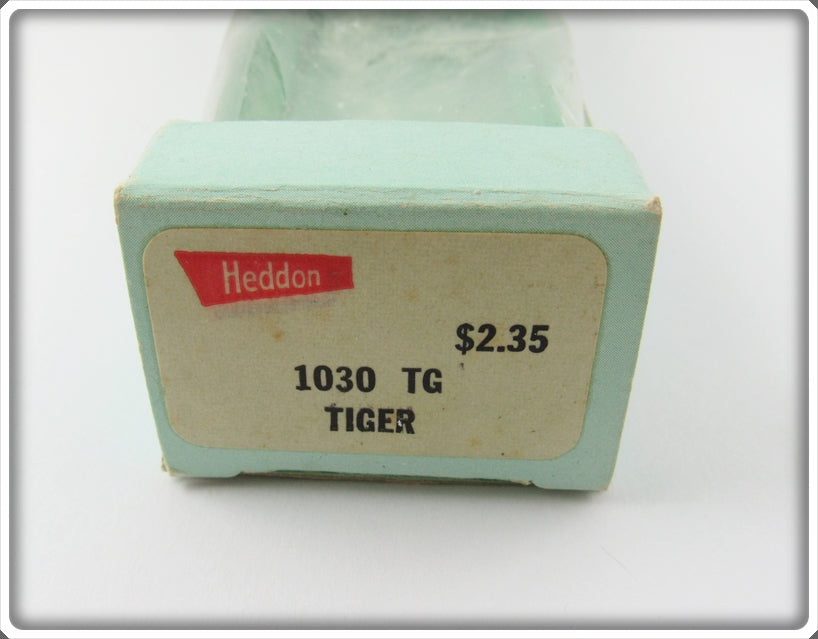 Heddon
$2.35
1030 TG
TIGER